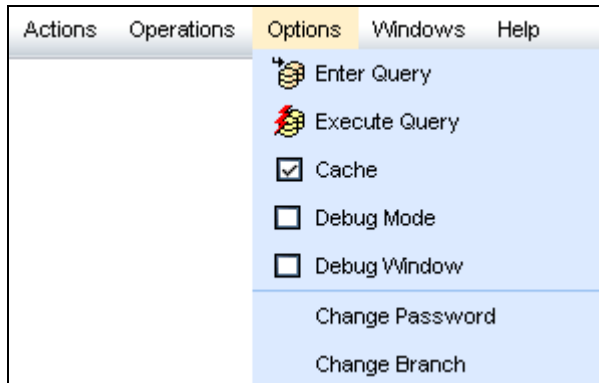 Actions Operations Options Windows Help
Enter Query
Execute Query
Cache
Debug Mode
Debug Window
Change Password
Change Branch